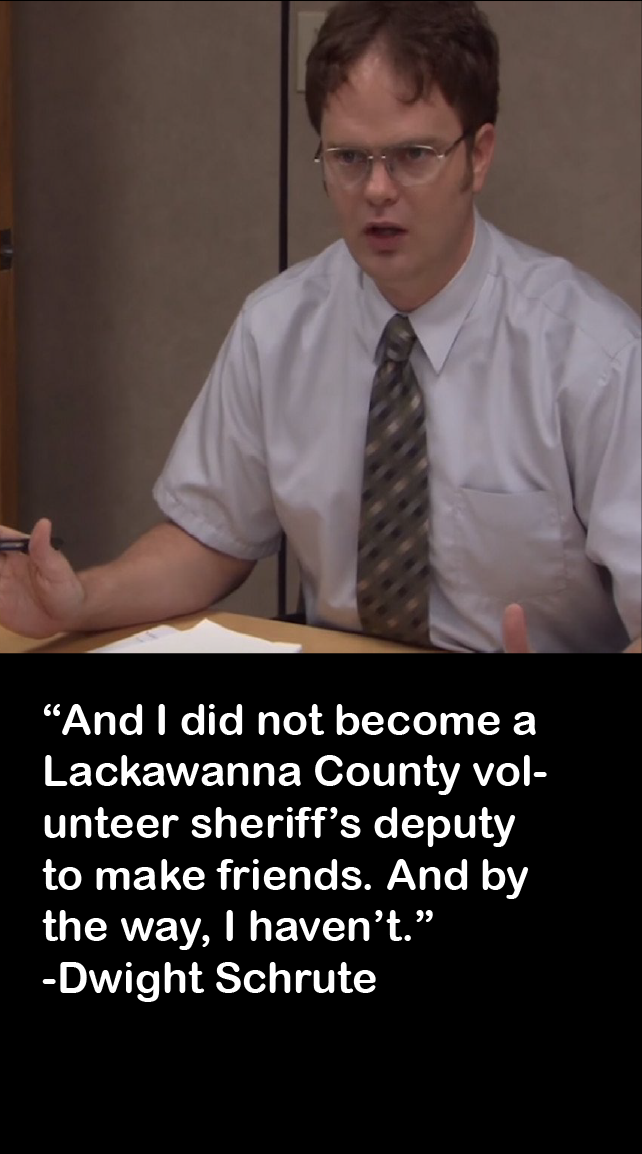 “And I did not become a
Lackawanna County vol-
unteer sheriff’s deputy
to make friends. And by
the way, I haven’t.”
-Dwight Schrute